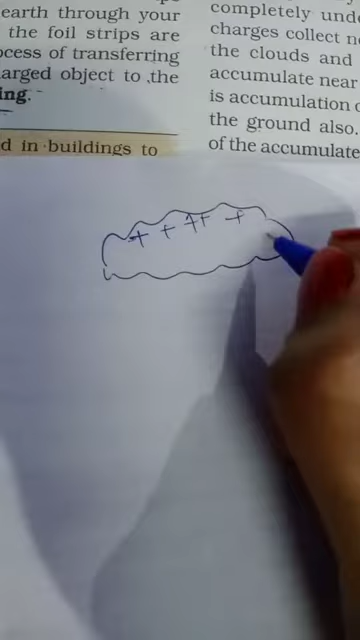 earth through your
the foil strips are
ocess of transferring
arged object to the
ing.
d in buildings to
completely und
charges collect n
the clouds and
accumulate near
is accumulation o
the ground also.
of the accumulate
+ + + + +